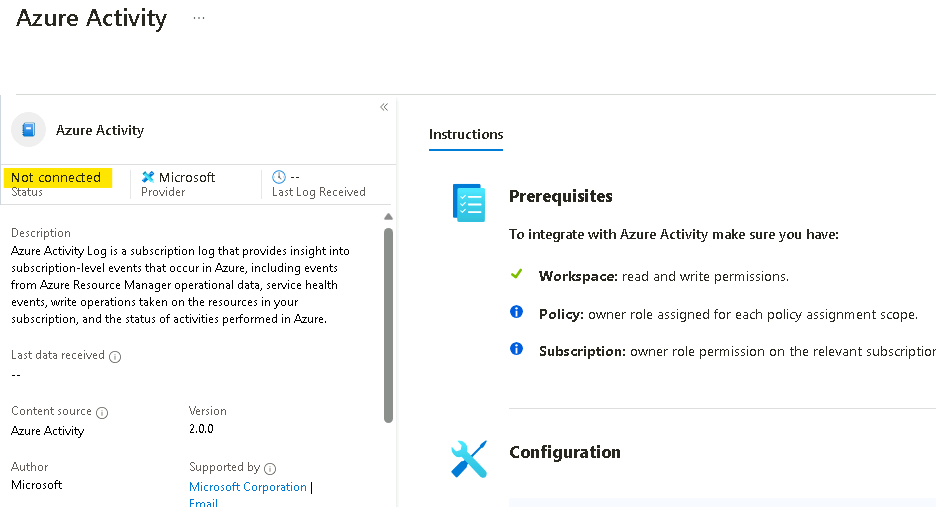 Azure Activity ...
«
Azure Activity
Not connected
Status
Microsoft
Provider
--
Last Log Received
Description
Azure Activity Log is a subscription log that provides insight into
subscription-level events that occur in Azure, including events
from Azure Resource Manager operational data, service health
events, write operations taken on the resources in your
subscription, and the status of activities performed in Azure.
Last data received
--
Content source
Azure Activity
Version
2.0.0
Author
Microsoft
Supported by
Microsoft Corporation |
Email
Instructions
Prerequisites
To integrate with Azure Activity make sure you have:
Workspace: read and write permissions.
Policy: owner role assigned for each policy assignment scope.
Subscription: owner role permission on the relevant subscription
Configuration